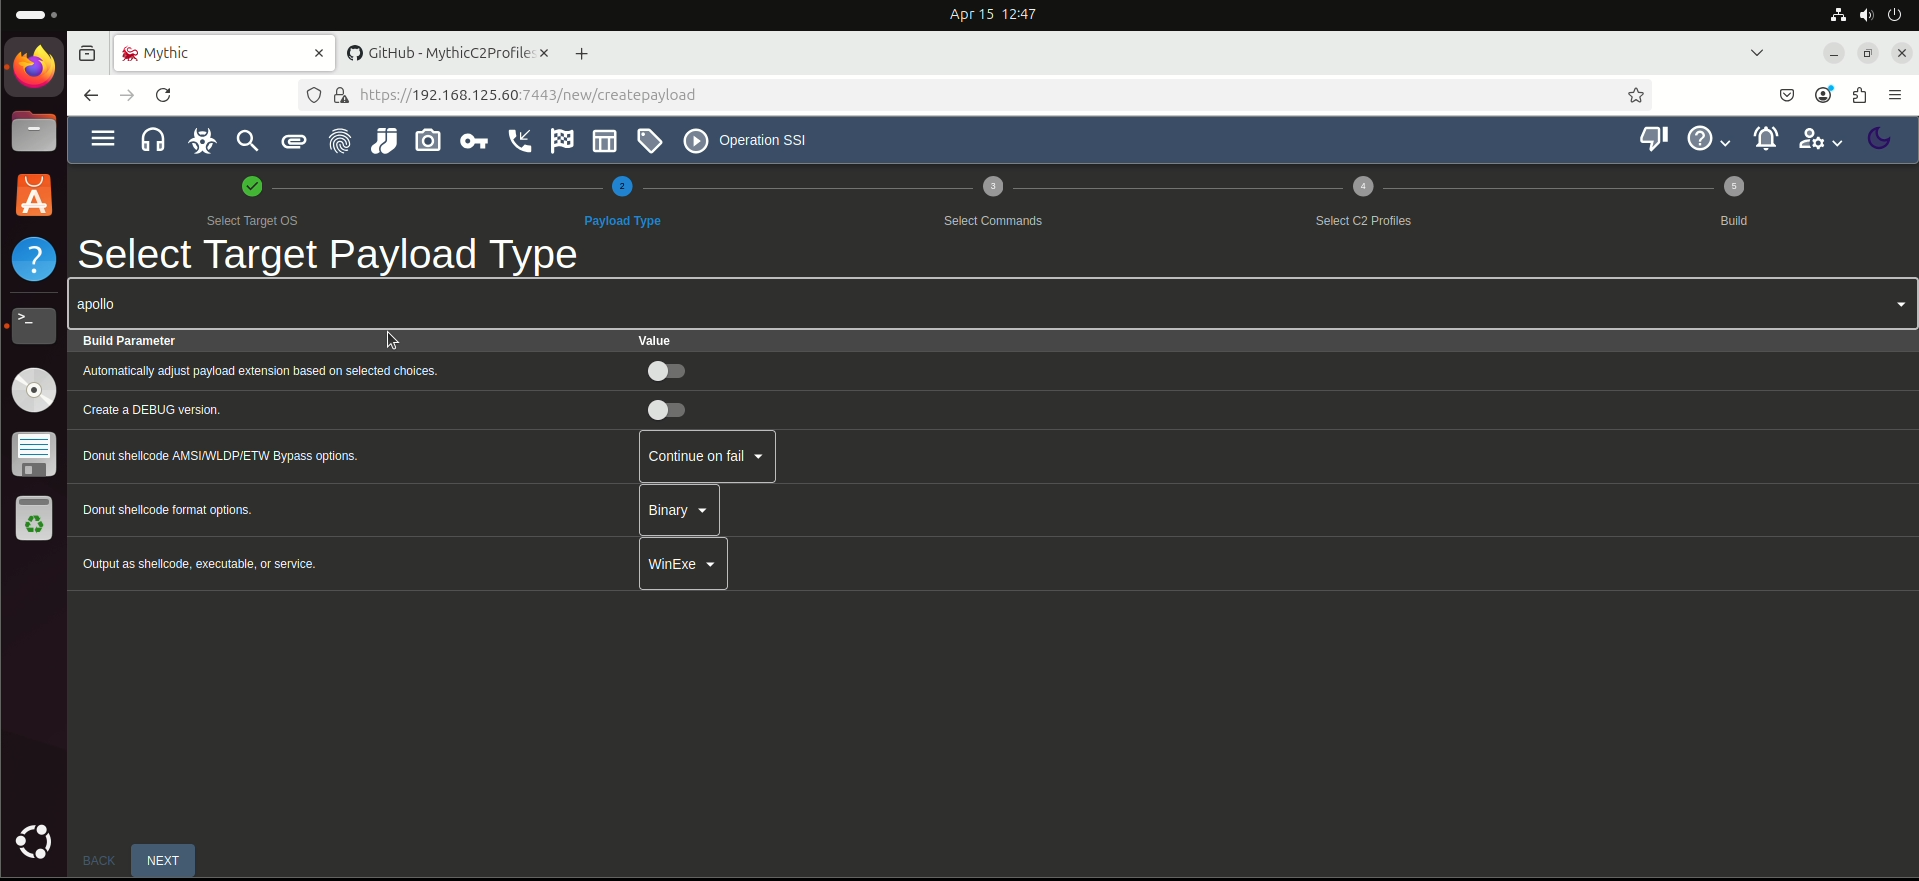 Apr 15 12:47
Mythic
GitHub - MythicC2Profiles
https://192.168.125.60:7443/new/createpayload
Operation SSI
2
3
4
5
Select Target OS
Payload Type
Select Commands
Select C2 Profiles
Build
Select Target Payload Type
apollo
Build Parameter
Value
Automatically adjust payload extension based on selected choices.
Create a DEBUG version.
Donut shellcode AMSI/WLDP/ETW Bypass options.
Continue on fail
Donut shellcode format options.
Binary
Output as shellcode, executable, or service.
WinExe
BACK
NEXT